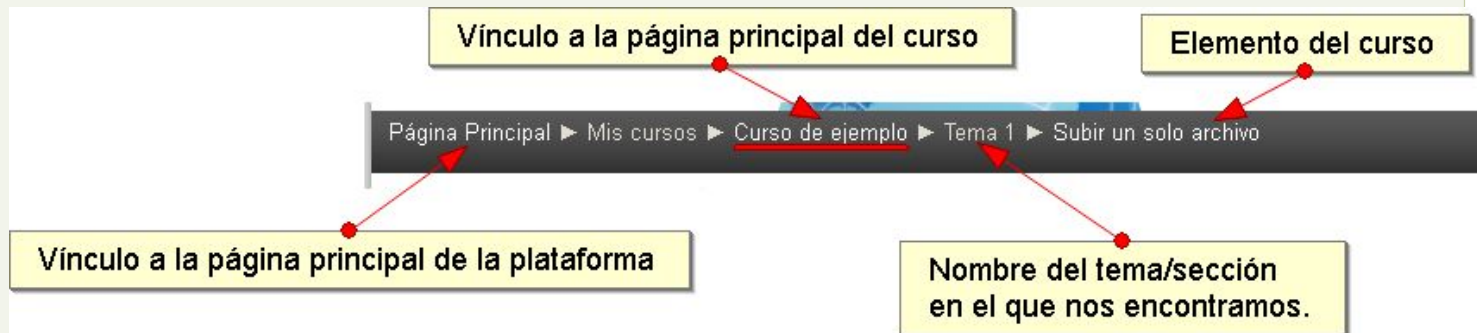 Vínculo a la página principal del curso
Elemento del curso
Página Principal ► Mis cursos ► Curso de ejemplo ► Tema 1 ► Subir un solo archivo
Vínculo a la página principal de la plataforma
Nombre del tema/sección
en el que nos encontramos.